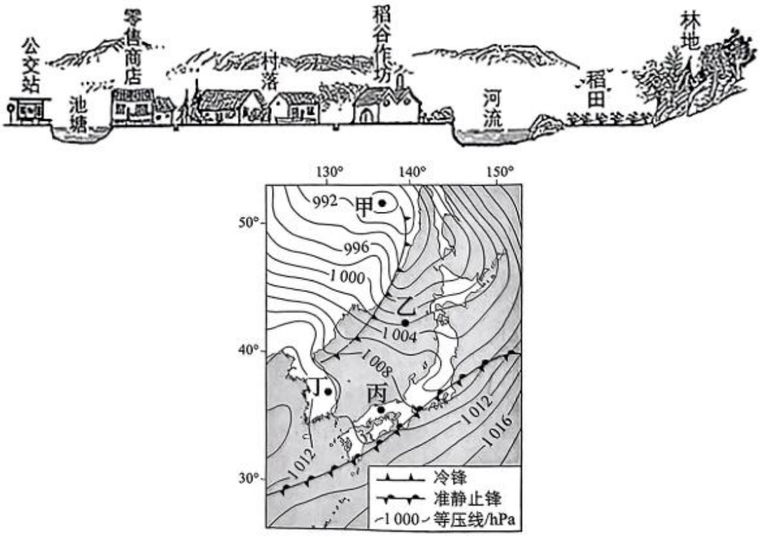 公交站
池塘
零售商店
村落
稻谷作坊
河流
稻田
林地
130° 140° 150°
50°
40°
30°
992
甲
996
1 000
乙
1 004
1 008
丁
丙
1 012
1 016
1 012
冷锋
准静止锋
1 000 等压线/hPa